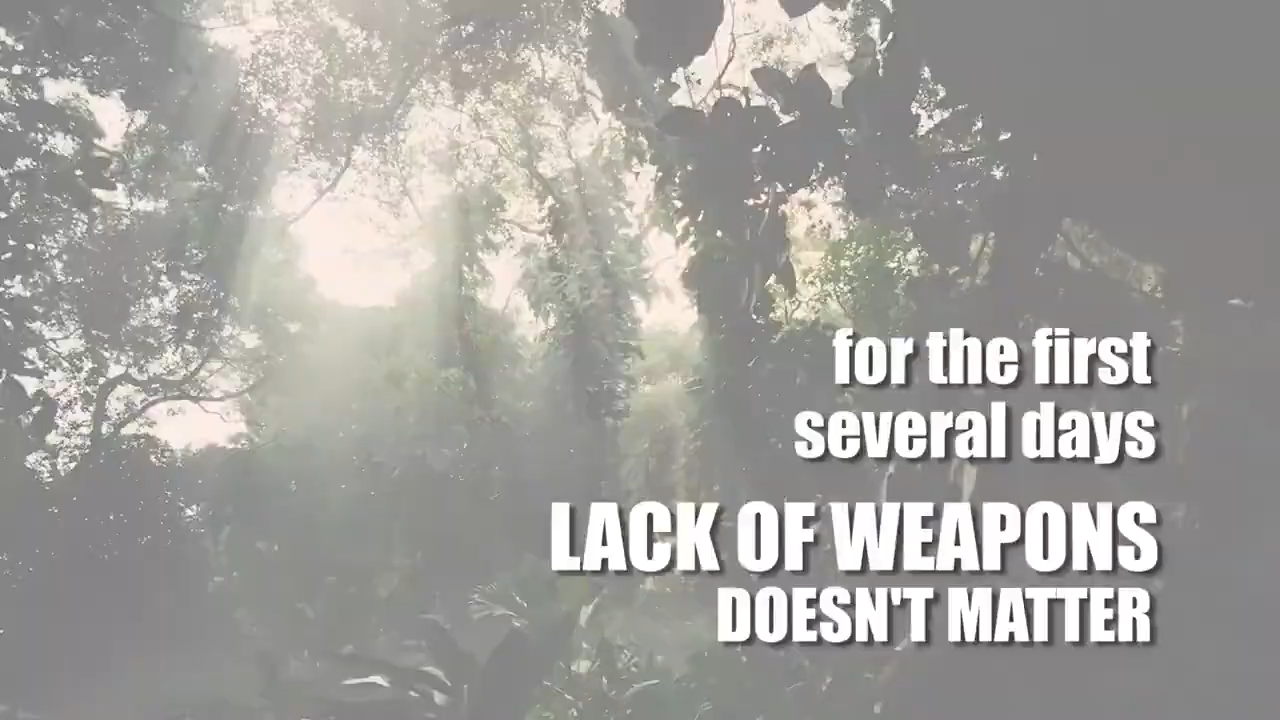 for the first
several days
LACK OF WEAPONS
DOESN'T MATTER